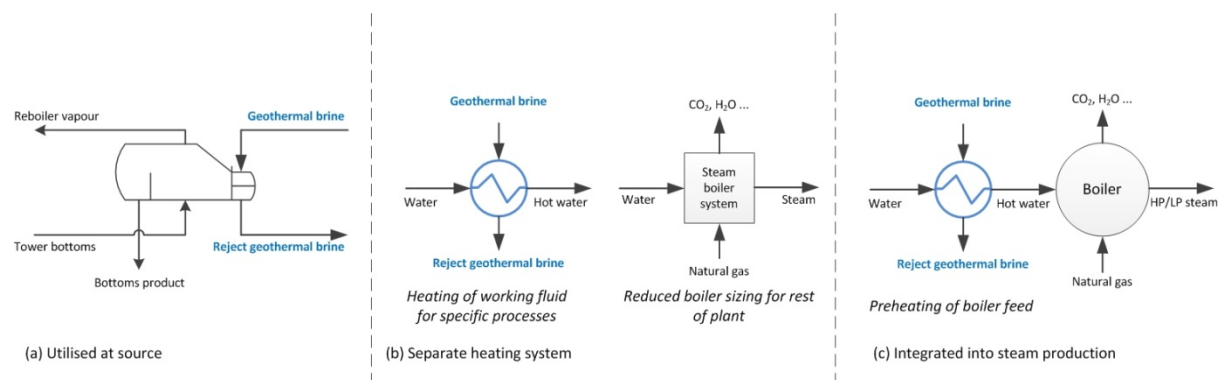 Reboiler vapour
Geothermal brine
Tower bottoms
Reject geothermal brine
Bottoms product
(a) Utilised at source
Geothermal brine
Water
Hot water
Reject geothermal brine
Heating of working fluid
for specific processes
CO₂, H₂O ...
Steam
boiler
system
Water
Steam
Natural gas
Reduced boiler sizing for rest
of plant
(b) Separate heating system
Geothermal brine
Water
Hot water
Reject geothermal brine
Preheating of boiler feed
CO₂, H₂O ...
Boiler
HP/LP steam
Natural gas
(c) Integrated into steam production